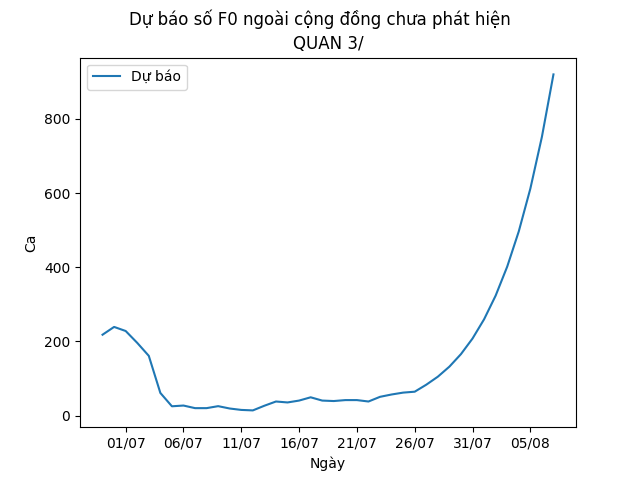 Dự báo số F0 ngoài cộng đồng chưa phát hiện
QUAN 3/
Dự báo
Ca
800
600
400
200
0
01/07 06/07 11/07 16/07 21/07 26/07 31/07 05/08
Ngày